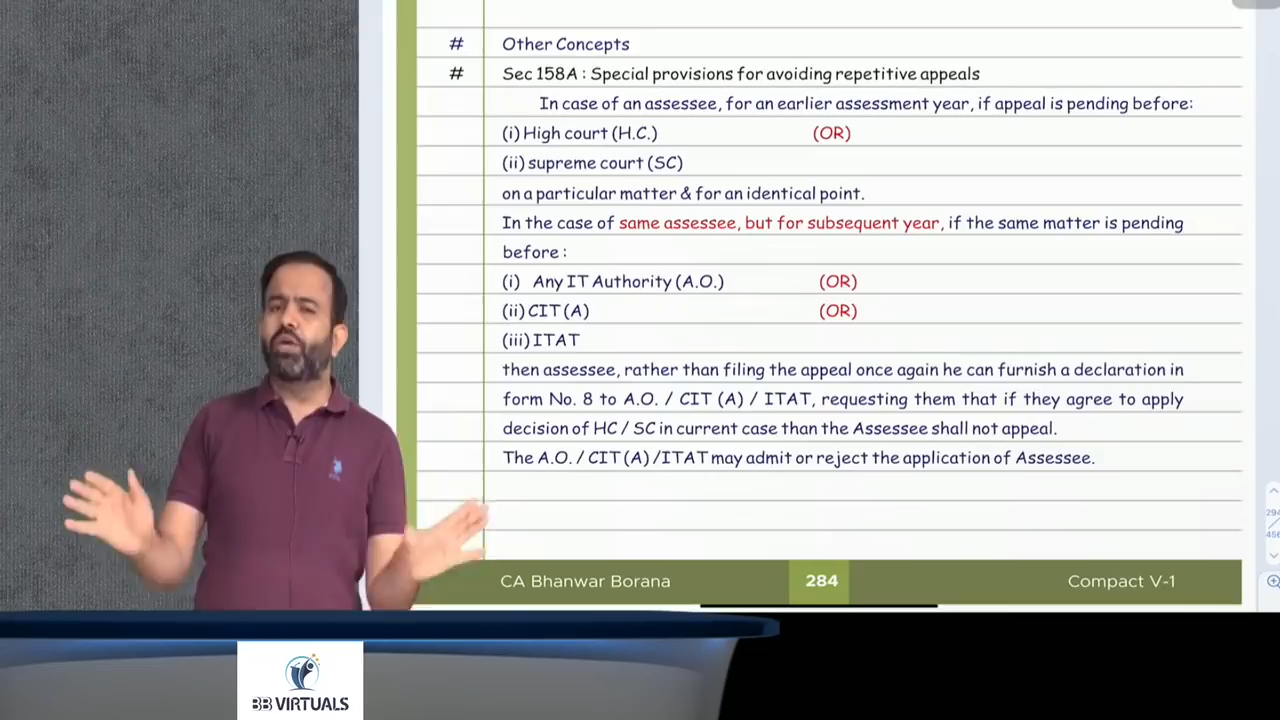 # Other Concepts
# Sec 158A : Special provisions for avoiding repetitive appeals
In case of an assessee, for an earlier assessment year, if appeal is pending before:
(i) High court (H.C.) (OR)
(ii) supreme court (SC)
on a particular matter & for an identical point.
In the case of same assessee, but for subsequent year, if the same matter is pending
before :
(i) Any IT Authority (A.O.) (OR)
(ii) CIT (A) (OR)
(iii) ITAT
then assessee, rather than filing the appeal once again he can furnish a declaration in
form No. 8 to A.O. / CIT (A) / ITAT, requesting them that if they agree to apply
decision of HC / SC in current case than the Assessee shall not appeal.
The A.O. / CIT (A) /ITAT may admit or reject the application of Assessee.
294
/
456
CA Bhanwar Borana 284 Compact V-1
BB VIRTUALS